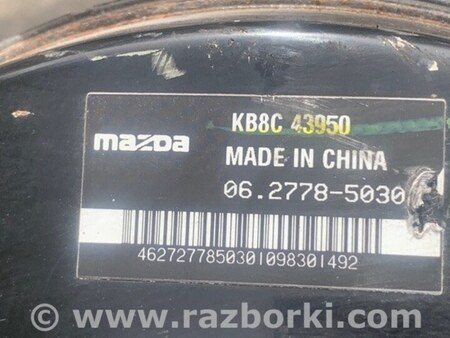 mazda
KB8C 43950
MADE IN CHINA
06.2778-5030
4627277850301098301492
www.razborki.com